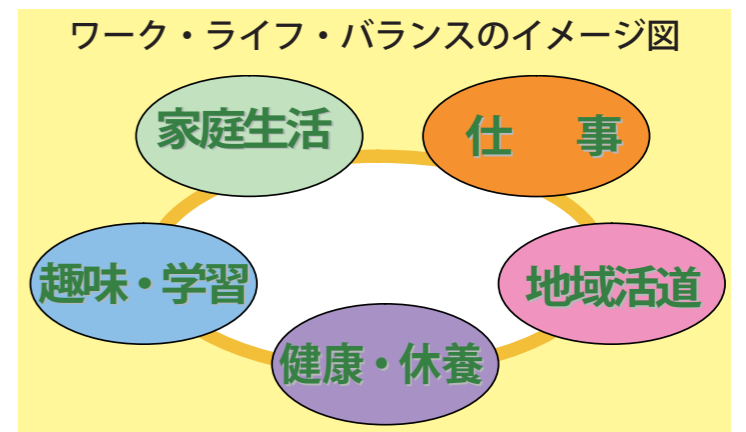 ワーク・ライフ・バランスのイメージ図
家庭生活
仕　事
趣味・学習
地域活道
健康・休養